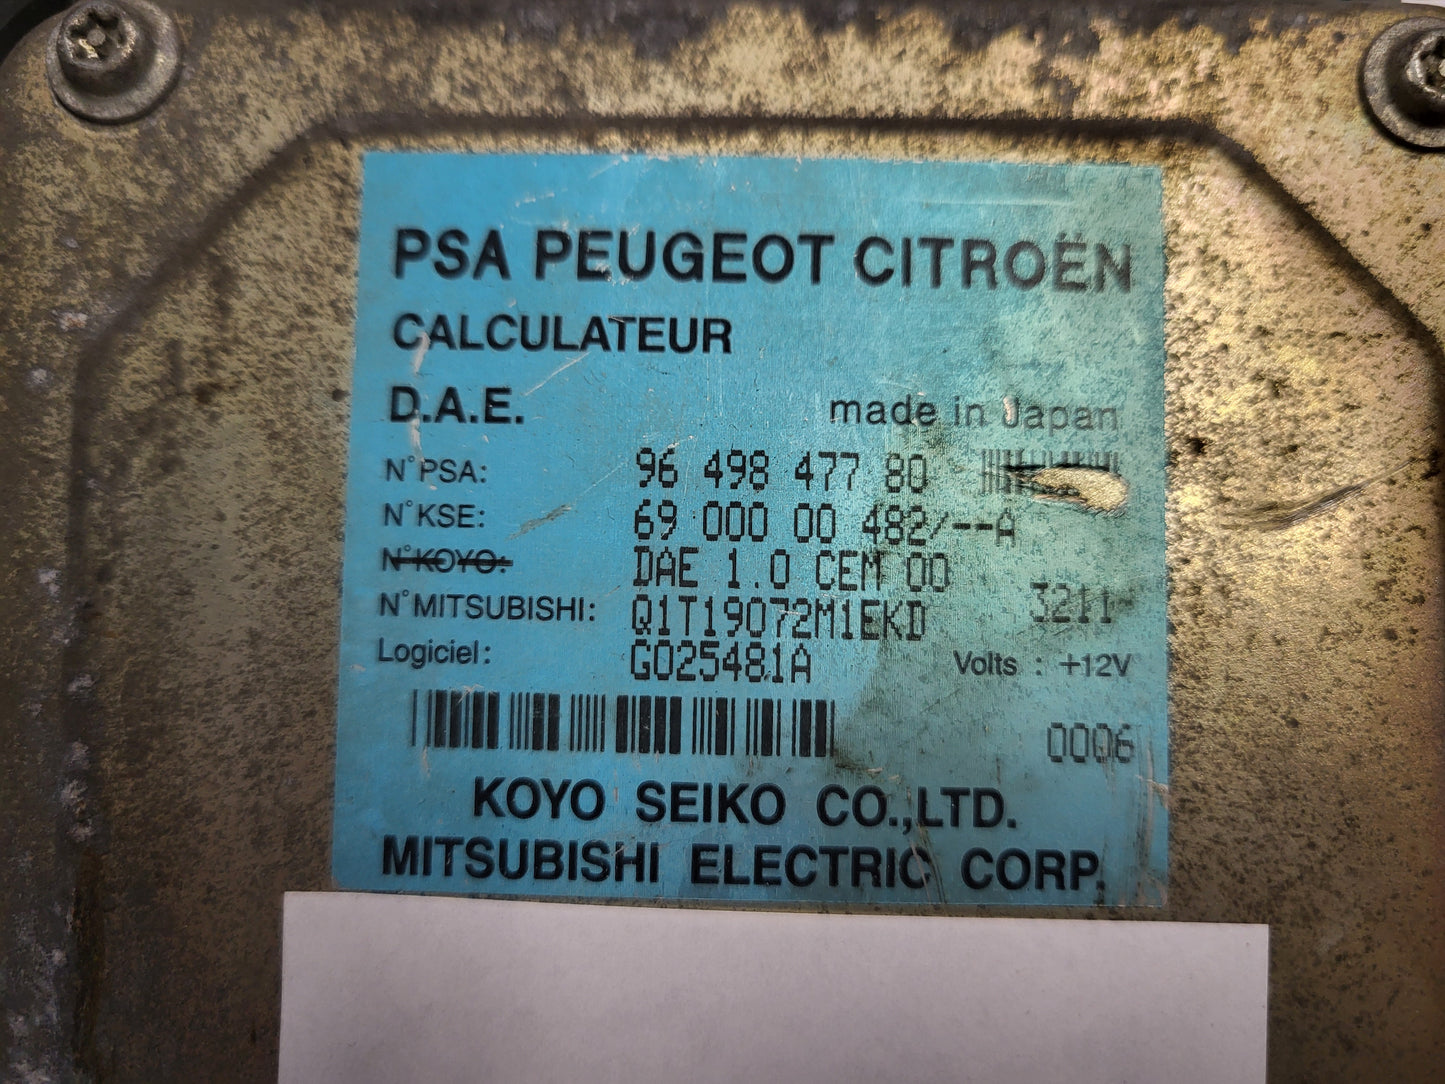 PSA PEUGEOT CITROËN
CALCULATEUR
D.A.E. made in Japan
N°PSA: 96 498 477 80
N°KSE: 69 000 00 482/--A
N°KOYO: DAE 1.0 CEM 00
N°MITSUBISHI: Q1T19072M1EKD 3211
Logiciel: G025481A Volts : +12V
0006
KOYO SEIKO CO.,LTD.
MITSUBISHI ELECTRIC CORP.